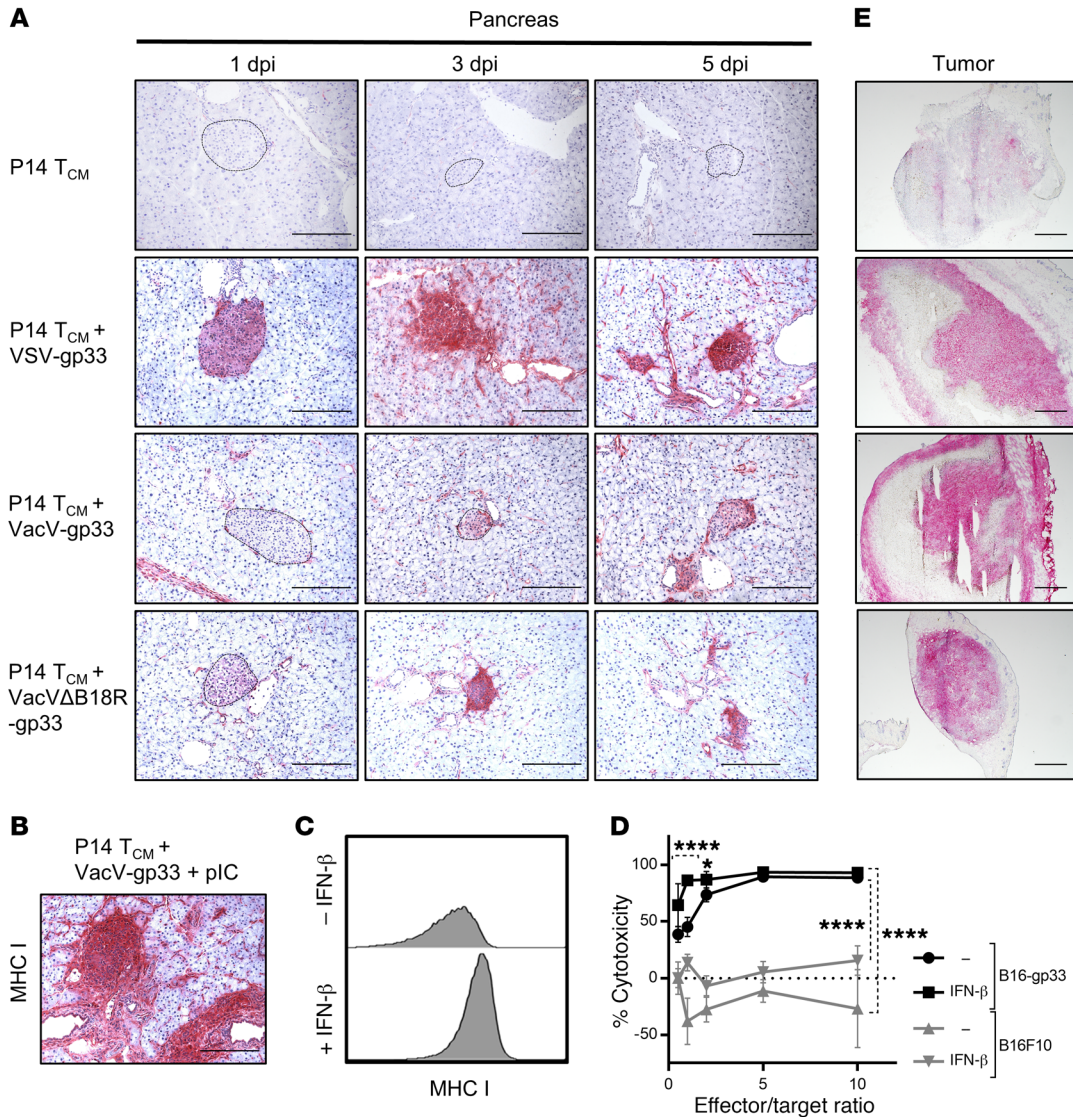 A
Pancreas
1 dpi 3 dpi 5 dpi
P14 TCM
P14 TCM +
VSV-gp33
P14 TCM +
VacV-gp33
P14 TCM +
VacVΔB18R
-gp33
E
Tumor
B
P14 TCM +
VacV-gp33 + pIC
MHC I
C
– IFN-β
+ IFN-β
MHC I
D
% Cytotoxicity
100
50
0
-50
0 5 10
Effector/target ratio
****
*
****
****
–
IFN-β
B16-gp33
–
IFN-β
B16F10